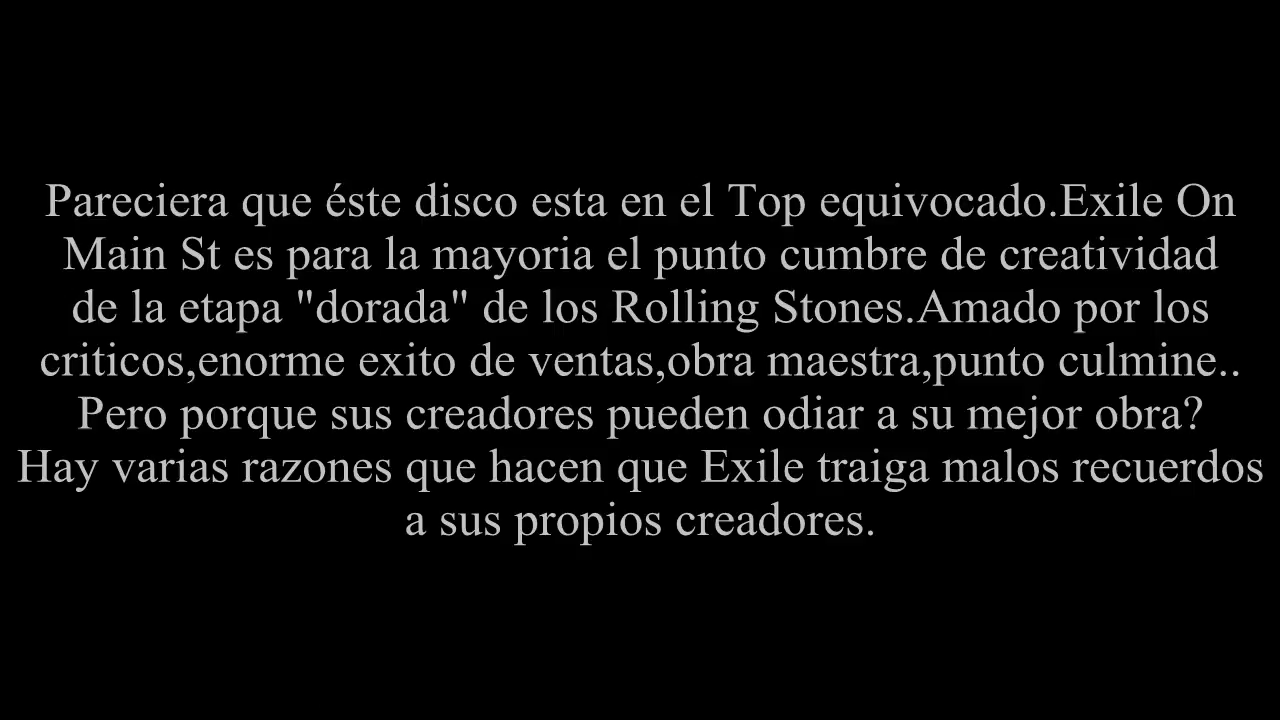 Pareciera que éste disco esta en el Top equivocado.Exile On
Main St es para la mayoria el punto cumbre de creatividad
de la etapa "dorada" de los Rolling Stones.Amado por los
criticos,enorme exito de ventas,obra maestra,punto culmine..
Pero porque sus creadores pueden odiar a su mejor obra?
Hay varias razones que hacen que Exile traiga malos recuerdos
a sus propios creadores.